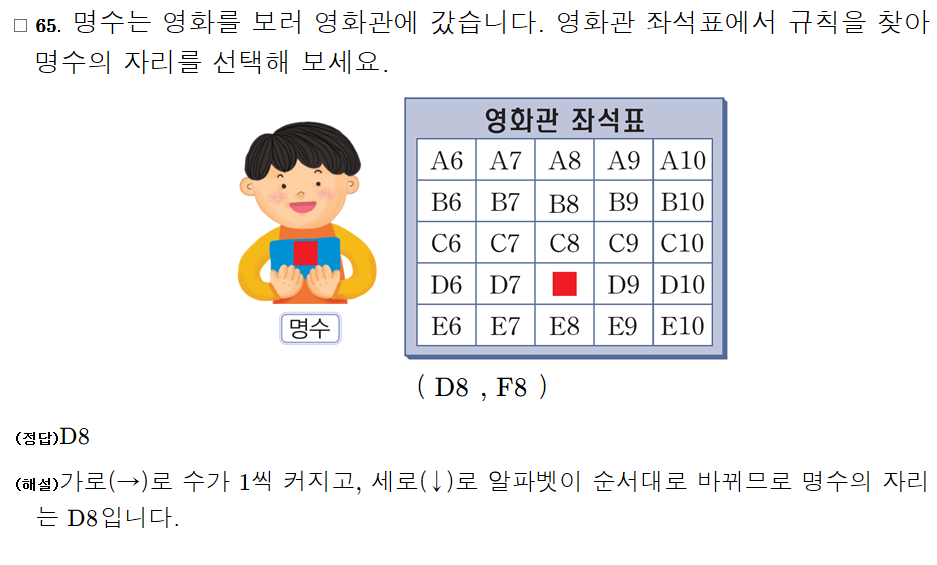 □ 65. 명수는 영화를 보러 영화관에 갔습니다. 영화관 좌석표에서 규칙을 찾아
명수의 자리를 선택해 보세요.
영화관 좌석표
A6 A7 A8 A9 A10
B6 B7 B8 B9 B10
C6 C7 C8 C9 C10
D6 D7 D9 D10
E6 E7 E8 E9 E10
명수
( D8 , F8 )
(정답)D8
(해설)가로(→)로 수가 1씩 커지고, 세로(↓)로 알파벳이 순서대로 바뀌므로 명수의 자리
는 D8입니다.